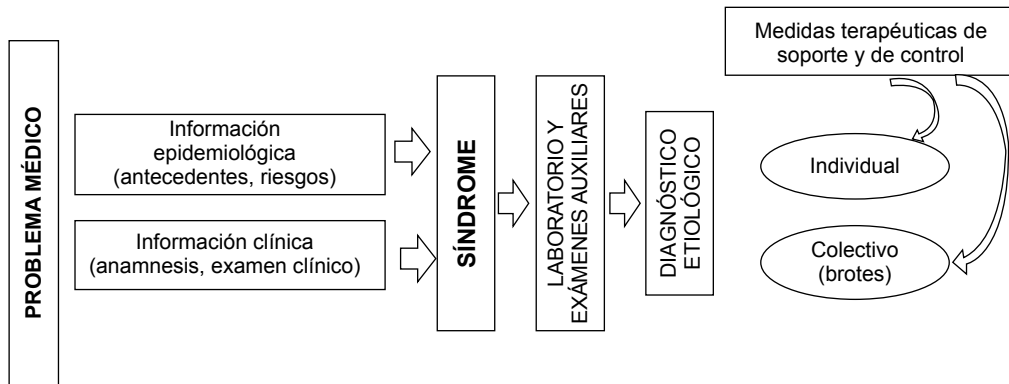 PROBLEMA MÉDICO
Información
epidemiológica
(antecedentes, riesgos)
Información clínica
(anamnesis, examen clínico)
SÍNDROME
LABORATORIO Y
EXÁMENES AUXILIARES
DIAGNÓSTICO
ETIOLÓGICO
Medidas terapéuticas de
soporte y de control
Individual
Colectivo
(brotes)